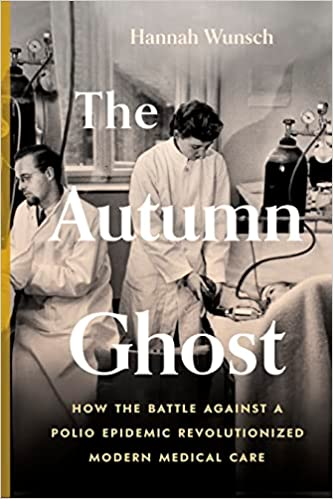 Hannah Wunsch
The
Autumn
Ghost
HOW THE BATTLE AGAINST A
POLIO EPIDEMIC REVOLUTIONIZED
MODERN MEDICAL CARE